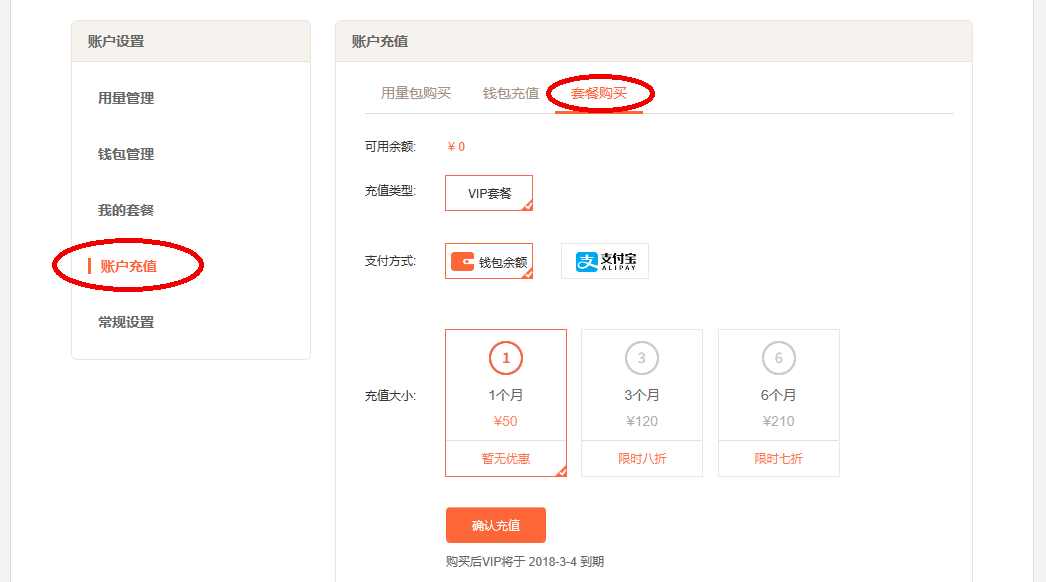 账户设置
用量管理
钱包管理
我的套餐
账户充值
常规设置
账户充值
用量包购买 钱包充值 套餐购买
可用余额: ¥ 0
充值类型: VIP套餐
支付方式: 钱包余额 支付宝
ALIPAY
充值大小:
1
1个月
¥50
暂无优惠
3
3个月
¥120
限时八折
6
6个月
¥210
限时七折
确认充值
购买后VIP将于 2018-3-4 到期